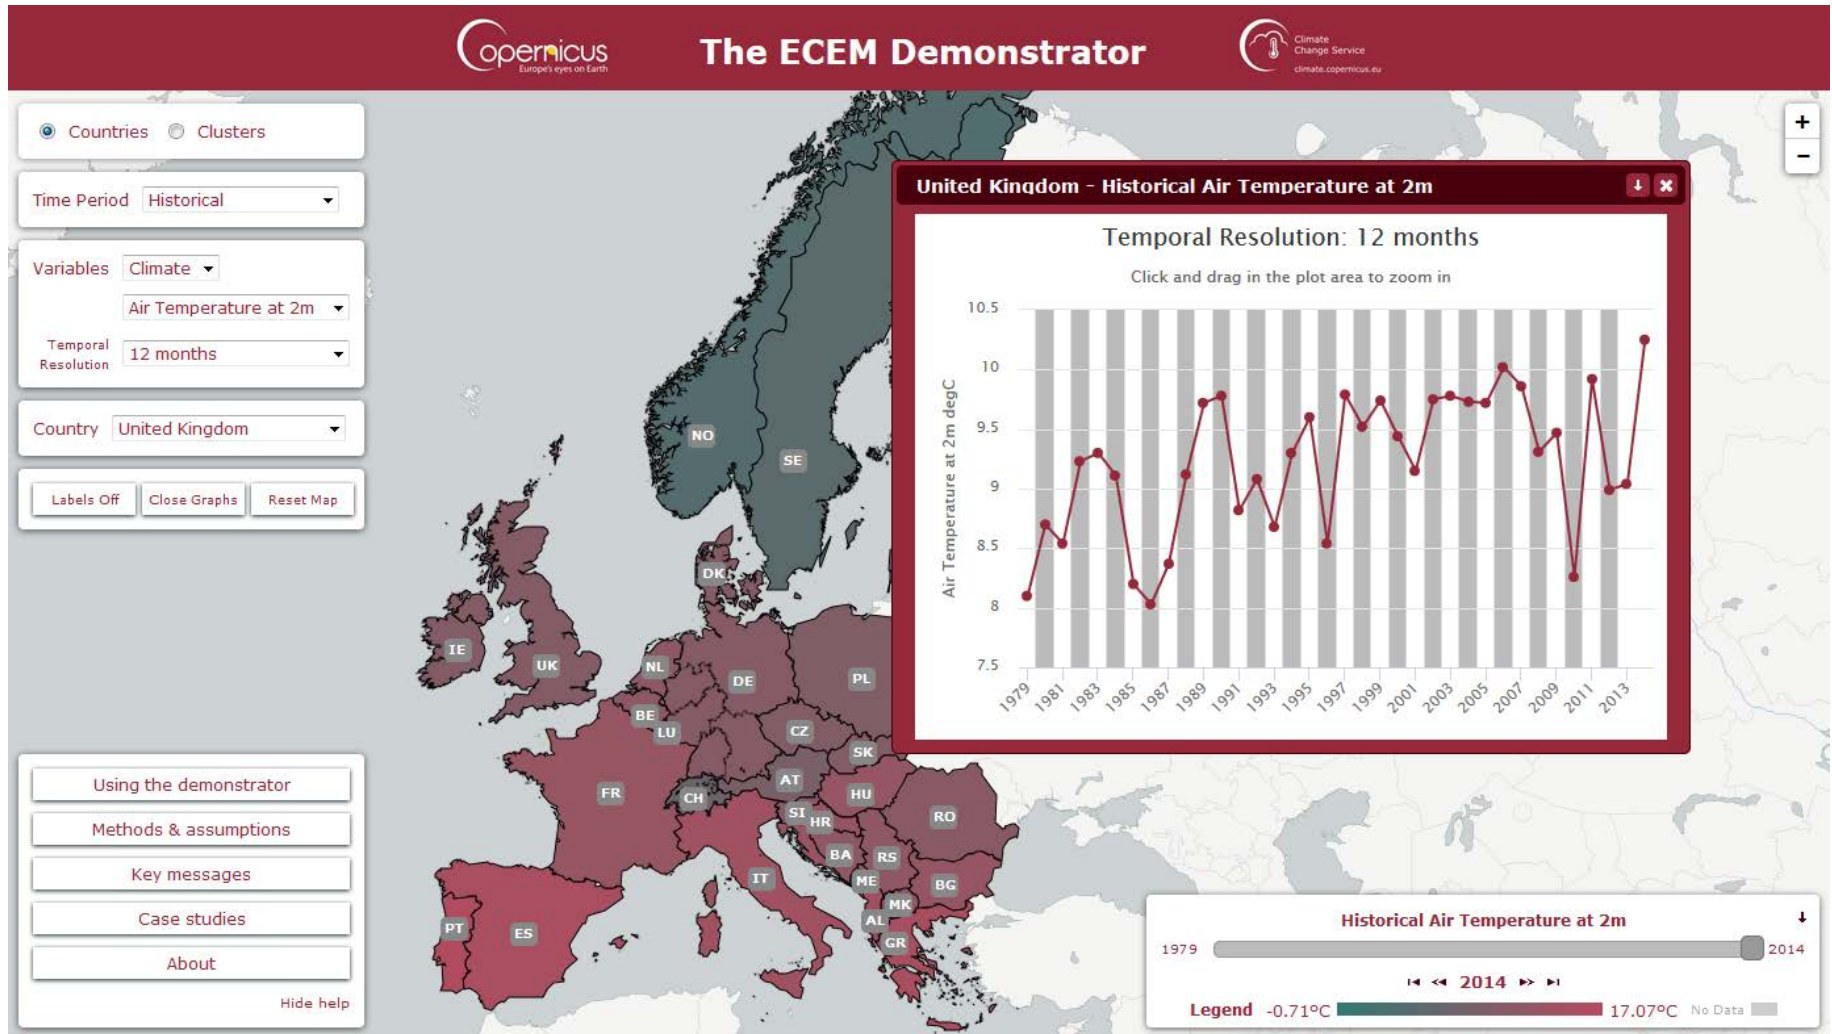 Copernicus
Europe's eyes on Earth
The ECEM Demonstrator
Climate
Change Service
climate.copernicus.eu
Countries Clusters
Time Period Historical
Variables Climate
Air Temperature at 2m
Temporal
Resolution 12 months
Country United Kingdom
Labels Off Close Graphs Reset Map
Using the demonstrator
Methods & assumptions
Key messages
Case studies
About
Hide help
+
−
NO
SE
DK
IE
UK
NL
DE
PL
BE
LU
CZ
SK
FR
CH
AT
HU
SI
HR
RO
BA
RS
IT
ME
BG
MK
AL
PT
ES
GR
United Kingdom - Historical Air Temperature at 2m
Temporal Resolution: 12 months
Click and drag in the plot area to zoom in
Air Temperature at 2m degC
10.5
10
9.5
9
8.5
8
7.5
1979 1981 1983 1985 1987 1989 1991 1993 1995 1997 1999 2001 2003 2005 2007 2009 2011 2013
Historical Air Temperature at 2m
1979 2014
2014
Legend -0.71ºC 17.07ºC No Data